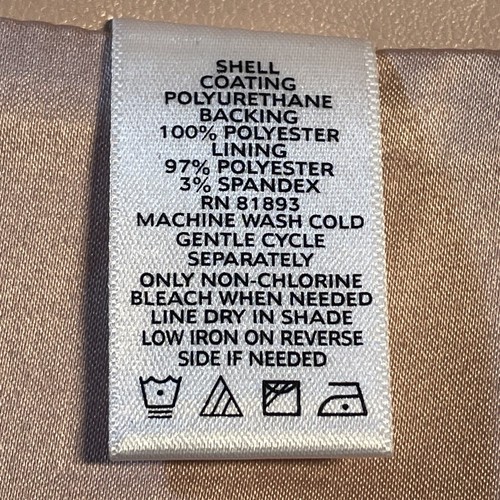 SHELL
COATING
POLYURETHANE
BACKING
100% POLYESTER
LINING
97% POLYESTER
3% SPANDEX
RN 81893
MACHINE WASH COLD
GENTLE CYCLE
SEPARATELY
ONLY NON-CHLORINE
BLEACH WHEN NEEDED
LINE DRY IN SHADE
LOW IRON ON REVERSE
SIDE IF NEEDED